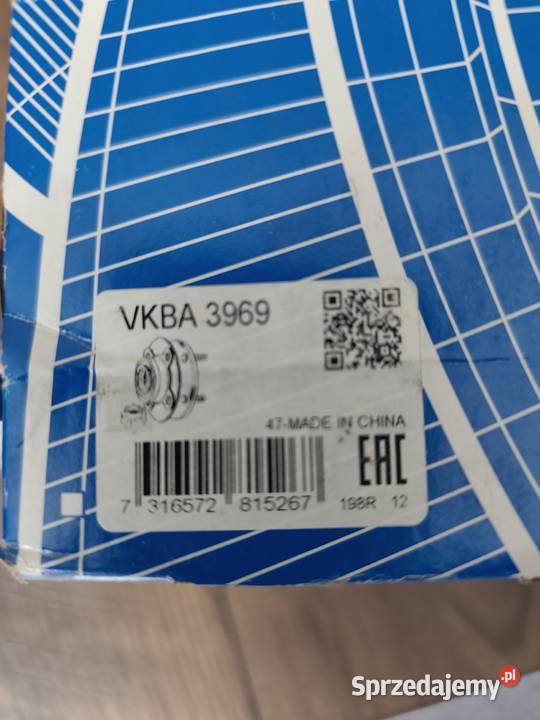 VKBA 3969
47-MADE IN CHINA
EAC
7 316572 815267
198R 12
Sprzedajemy.pl